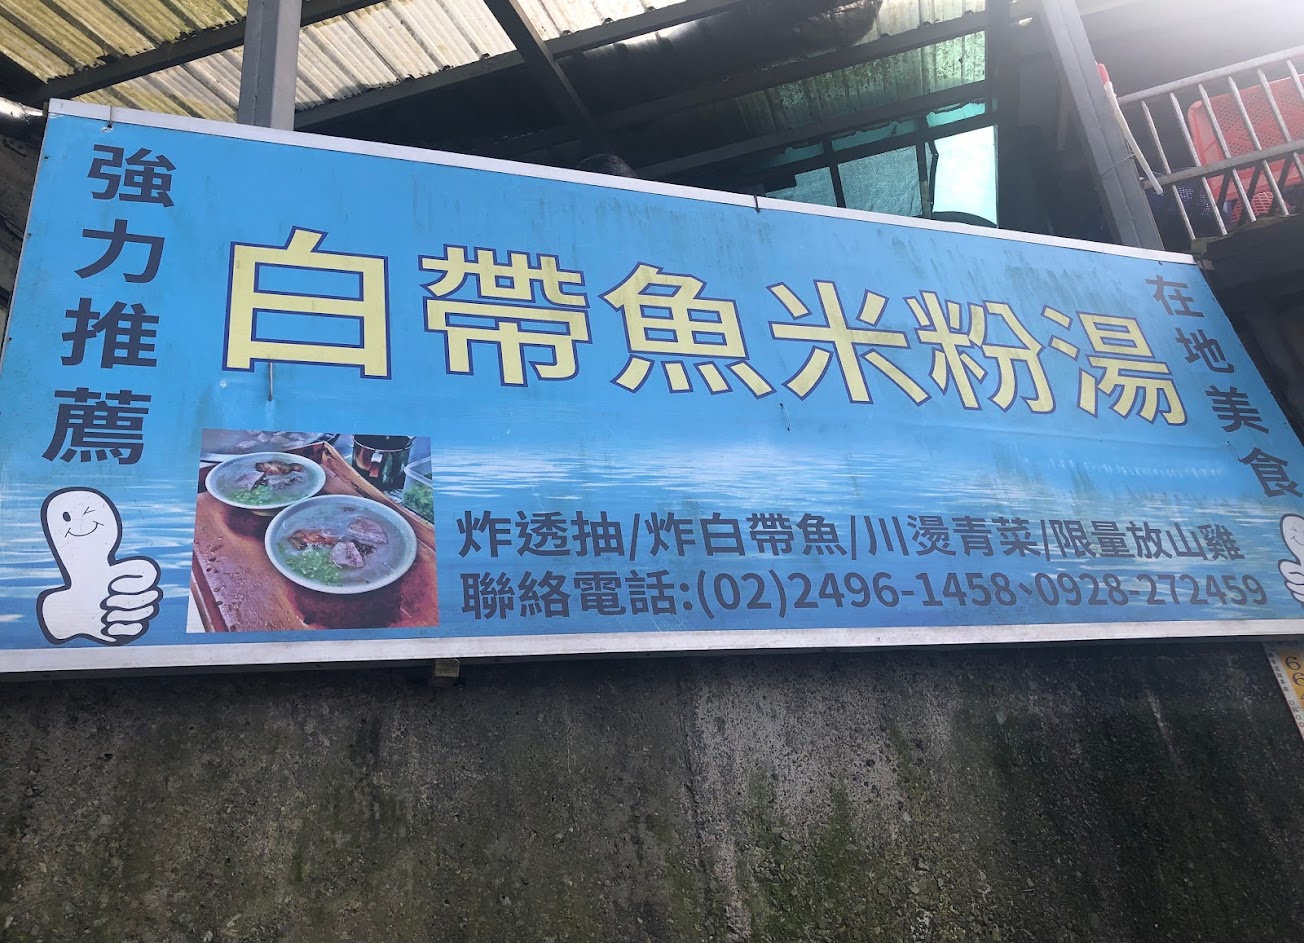 強力推薦
白帶魚米粉湯
在地美食
炸透抽/炸白帶魚/川燙青菜/限量放山雞
聯絡電話:(02)2496-1458、0928-272459